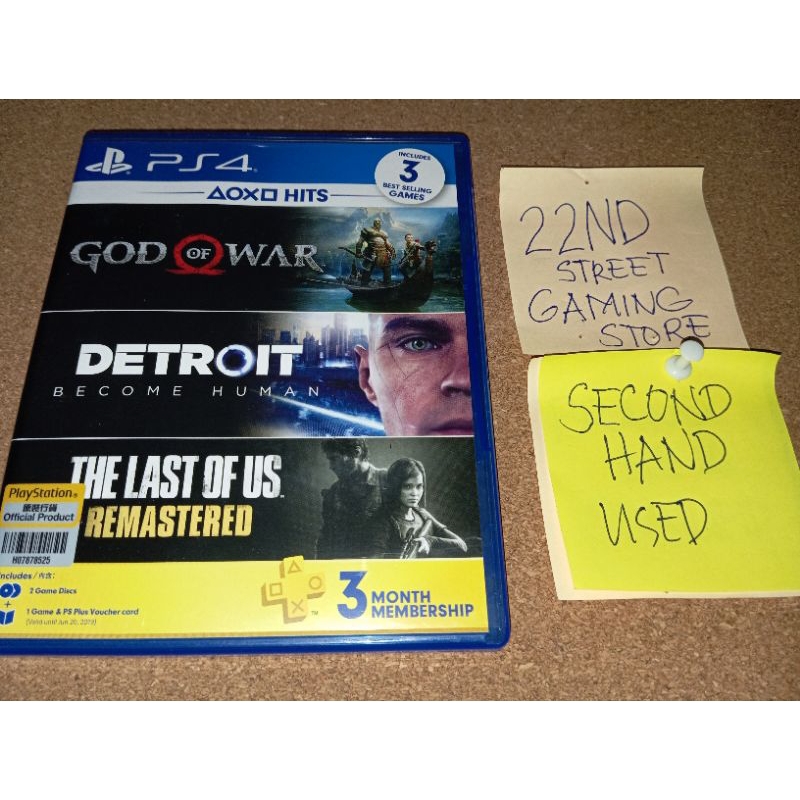 PS4
INCLUDES
3
BEST SELLING
GAMES
HITS
GOD OF WAR
DETROIT
BECOME HUMAN
THE LAST OF US
REMASTERED
PlayStation®
Official Product
H07878525
Includes / 內含:
2 Game Discs
+
1 Game & PS Plus Voucher card
3 MONTH
MEMBERSHIP
22ND
STREET
GAMING
STORE
SECOND
HAND
USED